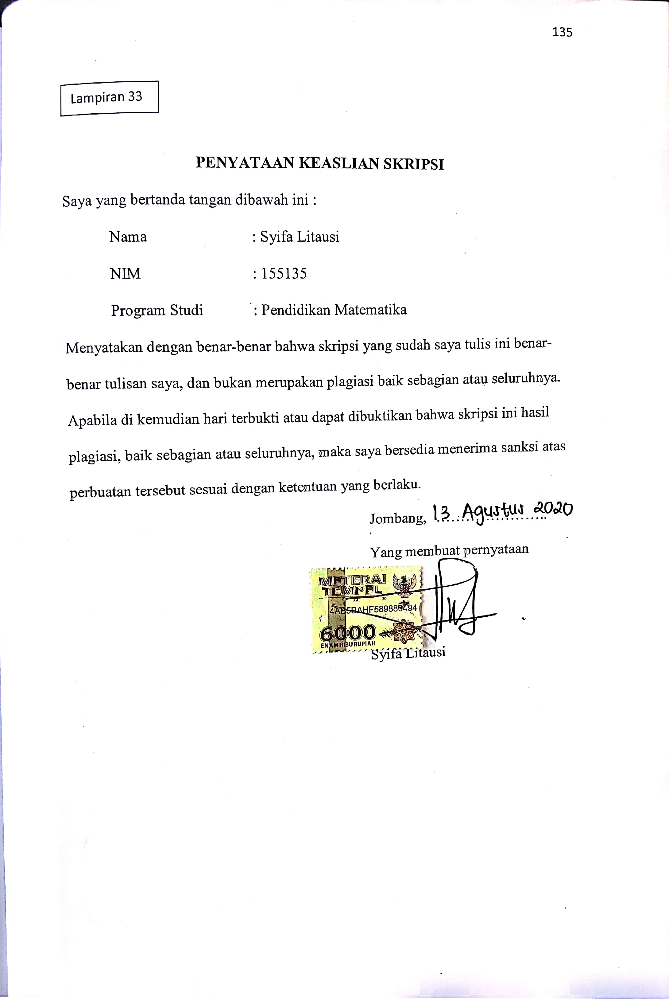 135
Lampiran 33
PENYATAAN KEASLIAN SKRIPSI
Saya yang bertanda tangan dibawah ini :
Nama : Syifa Litausi
NIM : 155135
Program Studi : Pendidikan Matematika
Menyatakan dengan benar-benar bahwa skripsi yang sudah saya tulis ini benar-
benar tulisan saya, dan bukan merupakan plagiasi baik sebagian atau seluruhnya.
Apabila di kemudian hari terbukti atau dapat dibuktikan bahwa skripsi ini hasil
plagiasi, baik sebagian atau seluruhnya, maka saya bersedia menerima sanksi atas
perbuatan tersebut sesuai dengan ketentuan yang berlaku.
Jombang, 13 Agustus 2020
Yang membuat pernyataan
METERAI
TEMPEL
TGL 20
6000
ENAM RIBU RUPIAH
Syifa Litausi